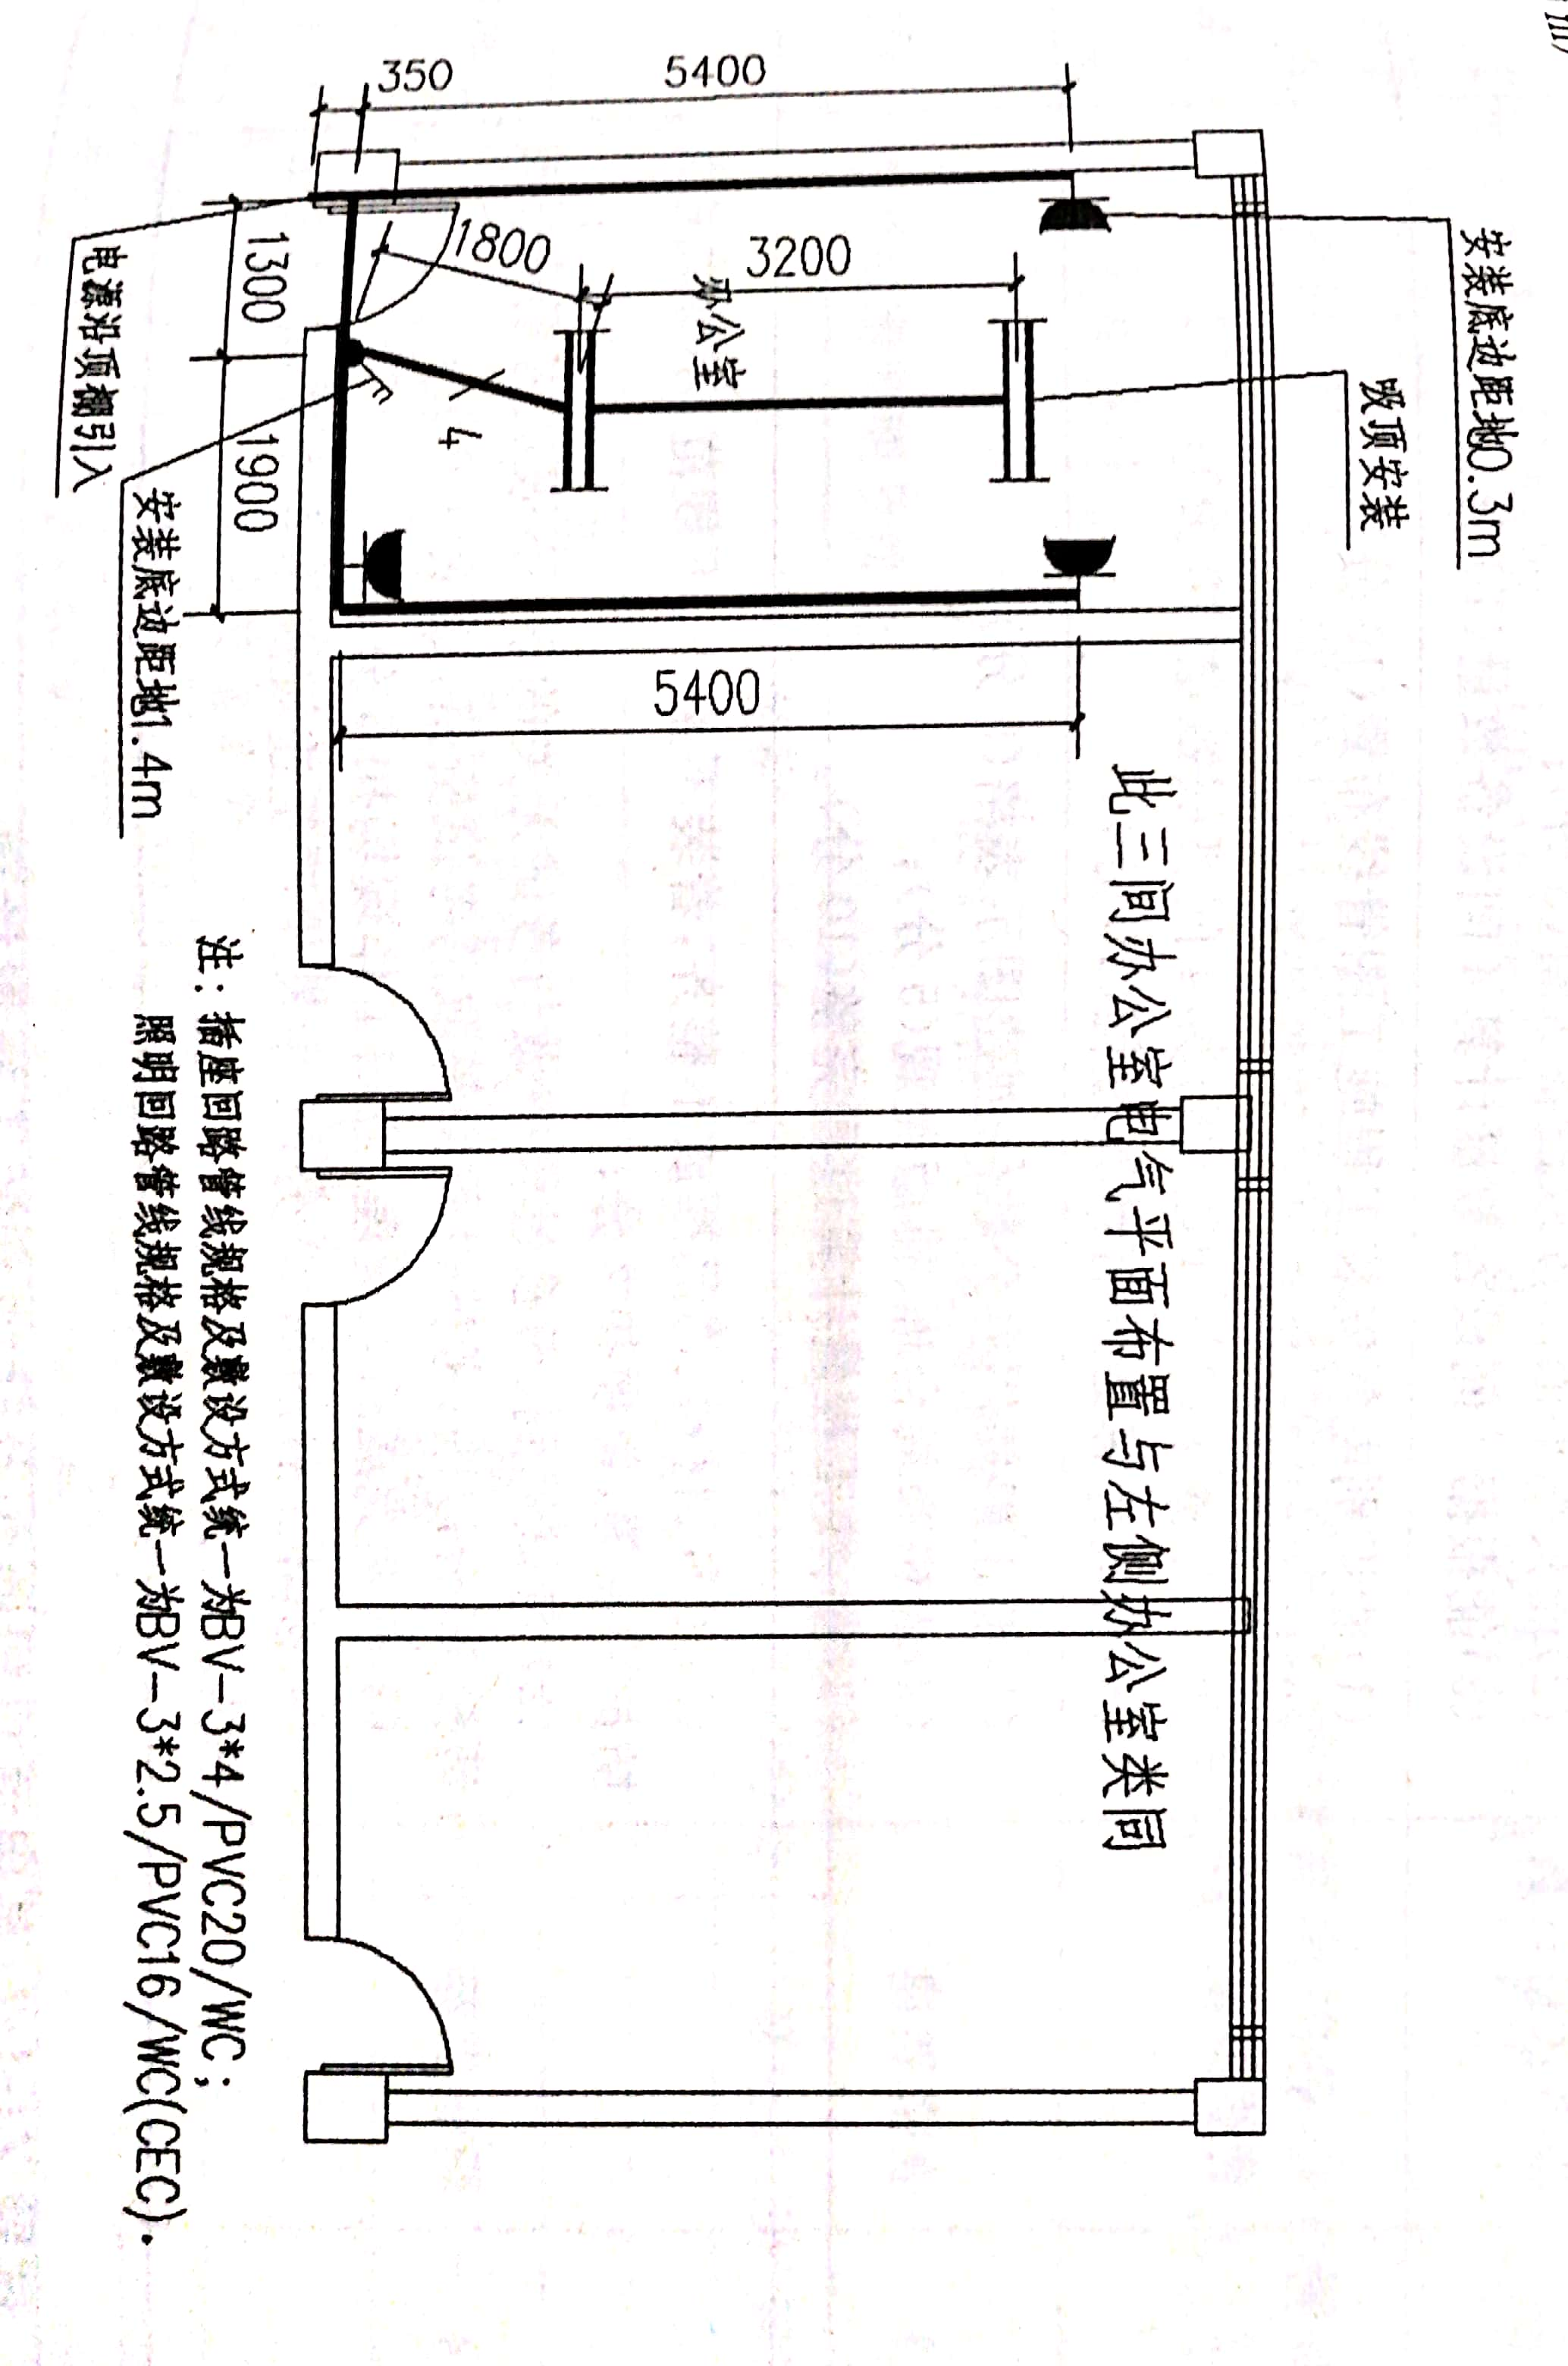 安装底边距地0.3m
吸顶安装
350
5400
1800
3200
办公室
4
1300
1900
电源沿顶棚引入
安装底边距地1.4m
5400
此三间办公室电气平面布置与左侧办公室类同
注：插座回路管线规格及敷设方式统一为BV-3*4/PVC20/WC；
照明回路管线规格及敷设方式统一为BV-3*2.5/PVC16/WC(CEC).